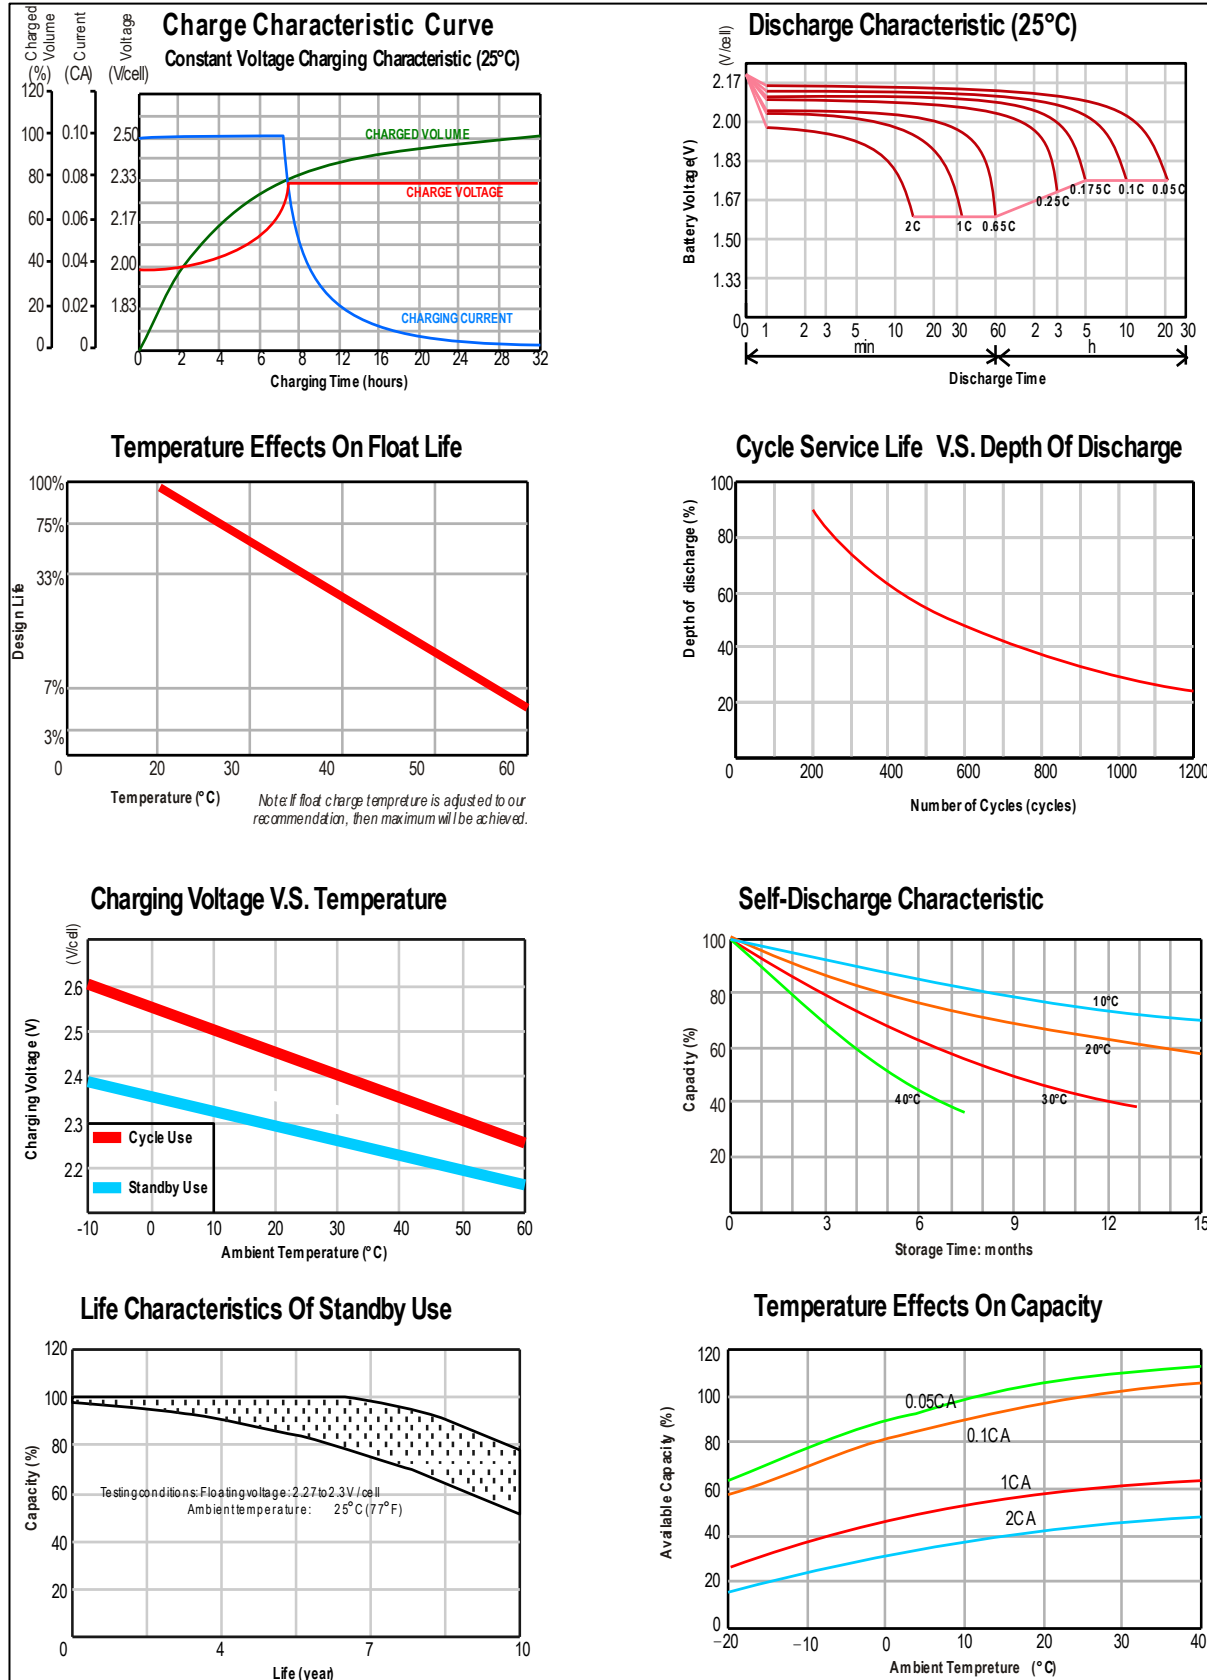 Charge Characteristic Curve
Constant Voltage Charging Characteristic (25°C)
Charged Volume
(%)
Current
(CA)
Voltage
(V/cell)
120
100 0.10 2.50
80 0.08 2.33
60 0.06 2.17
40 0.04 2.00
20 0.02 1.83
0 0
CHARGED VOLUME
CHARGE VOLTAGE
CHARGING CURRENT
0 2 4 6 8 10 12 16 20 24 28 32
Charging Time (hours)
Discharge Characteristic (25°C)
(V/cell)
Battery Voltage(V)
2.17
2.00
1.83
1.67
1.50
1.33
0
2C 1C 0.65C 0.25C 0.175C 0.1C 0.05C
0 1 2 3 5 10 20 30 60 2 3 5 10 20 30
min h
Discharge Time
Temperature Effects On Float Life
Design Life
100%
75%
33%
7%
3%
0 20 30 40 50 60
Temperature (°C)
Note:If float charge tempreture is adjusted to our
recommendation, then maximum will be achieved.
Cycle Service Life V.S. Depth Of Discharge
Depth of discharge (%)
100
80
60
40
20
0 200 400 600 800 1000 1200
Number of Cycles (cycles)
Charging Voltage V.S. Temperature
(V/cell)
Charging Voltage (V)
2.6
2.5
2.4
2.3
2.2
Cycle Use
Standby Use
-10 0 10 20 30 40 50 60
Ambient Temperature (°C)
Self-Discharge Characteristic
Capacity (%)
100
80
60
40
20
10°C
20°C
30°C
40°C
0 3 6 9 12 15
Storage Time: months
Life Characteristics Of Standby Use
Capacity (%)
120
100
80
60
40
20
0 4 7 10
Testing conditions: Floating voltage: 2.27 to 2.3V / cell
Ambient temperature: 25°C (77°F)
Life (year)
Temperature Effects On Capacity
Available Capacity (%)
120
100
80
60
40
20
0
0.05CA
0.1CA
1CA
2CA
-20 -10 0 10 20 30 40
Ambient Tempreture (°C)